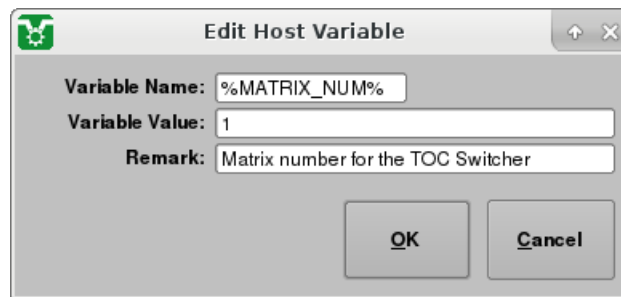 Edit Host Variable
Variable Name: %MATRIX_NUM%
Variable Value: 1
Remark: Matrix number for the TOC Switcher
OK Cancel